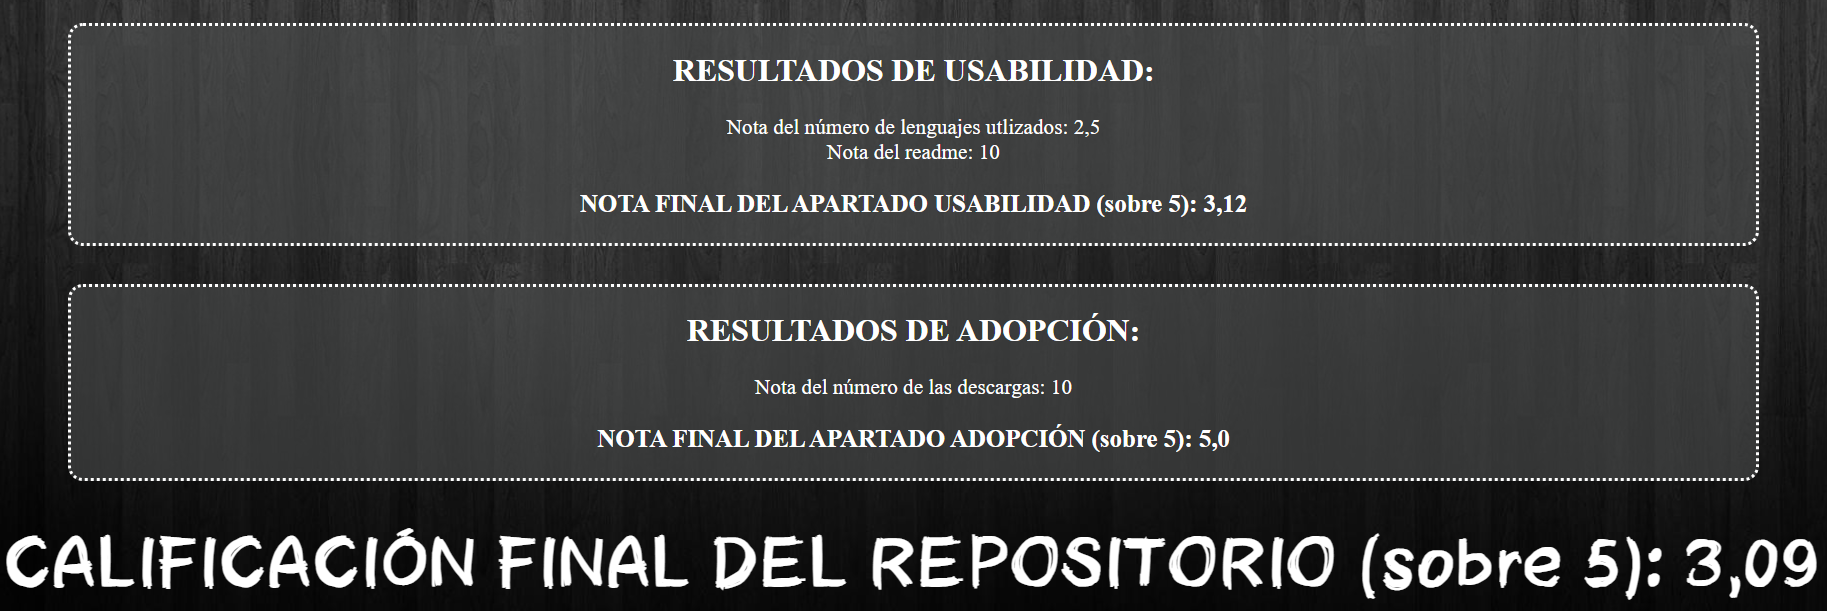 RESULTADOS DE USABILIDAD:
Nota del número de lenguajes utlizados: 2,5
Nota del readme: 10
NOTA FINAL DEL APARTADO USABILIDAD (sobre 5): 3,12
RESULTADOS DE ADOPCIÓN:
Nota del número de las descargas: 10
NOTA FINAL DEL APARTADO ADOPCIÓN (sobre 5): 5,0
CALIFICACIÓN FINAL DEL REPOSITORIO (sobre 5): 3,09